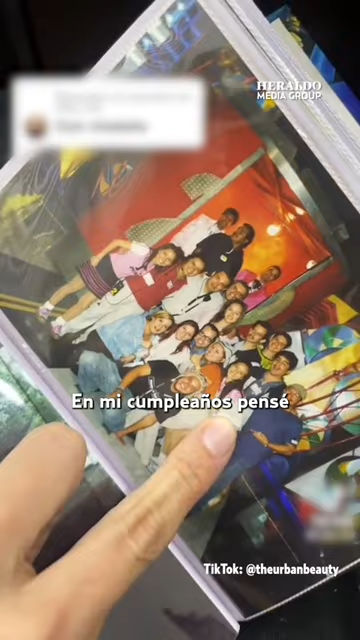 HERALDO
MEDIA GROUP
En mi cumpleaños pensé
TikTok: @theurbanbeauty